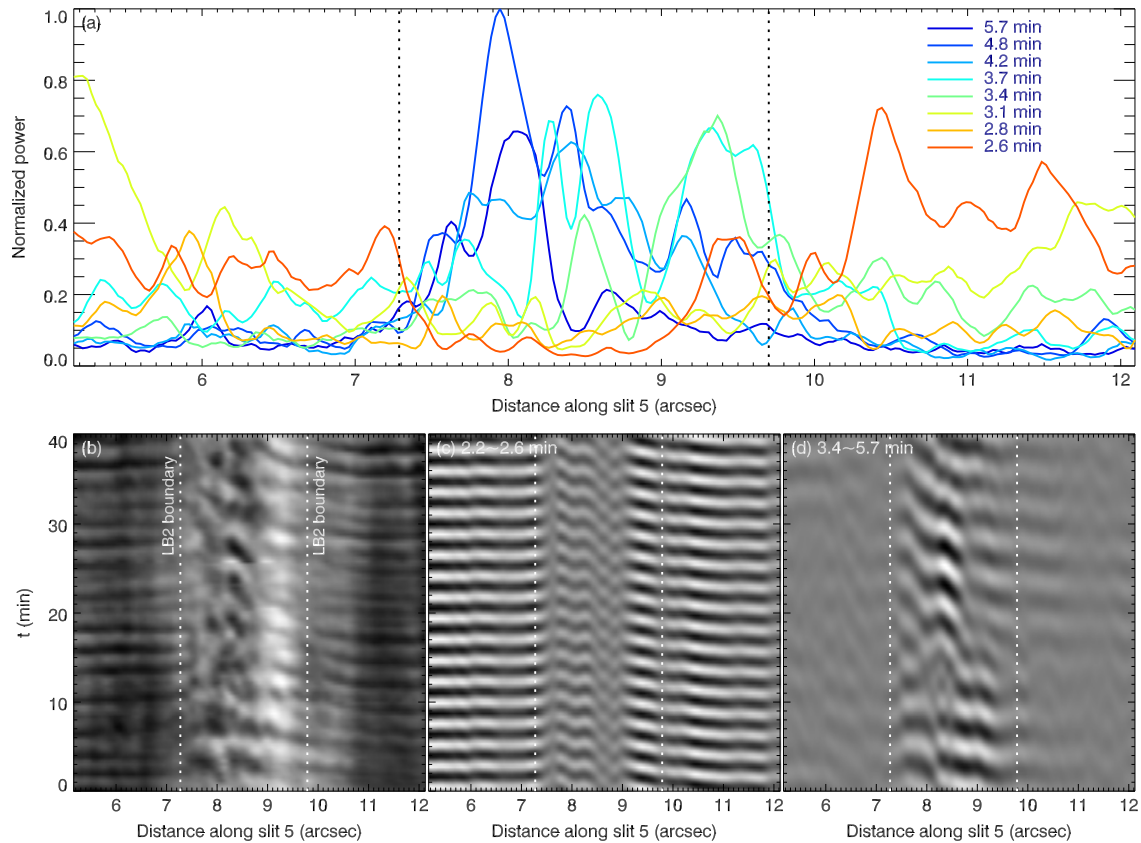 (a)
1.0
0.8
0.6
0.4
0.2
0.0
Normalized power
5.7 min
4.8 min
4.2 min
3.7 min
3.4 min
3.1 min
2.8 min
2.6 min
6 7 8 9 10 11 12
Distance along slit 5 (arcsec)
(b)
LB2 boundary
LB2 boundary
40
30
20
10
0
t (min)
6 7 8 9 10 11 12
Distance along slit 5 (arcsec)
(c) 2.2~2.6 min
6 7 8 9 10 11 12
Distance along slit 5 (arcsec)
(d) 3.4~5.7 min
6 7 8 9 10 11 12
Distance along slit 5 (arcsec)